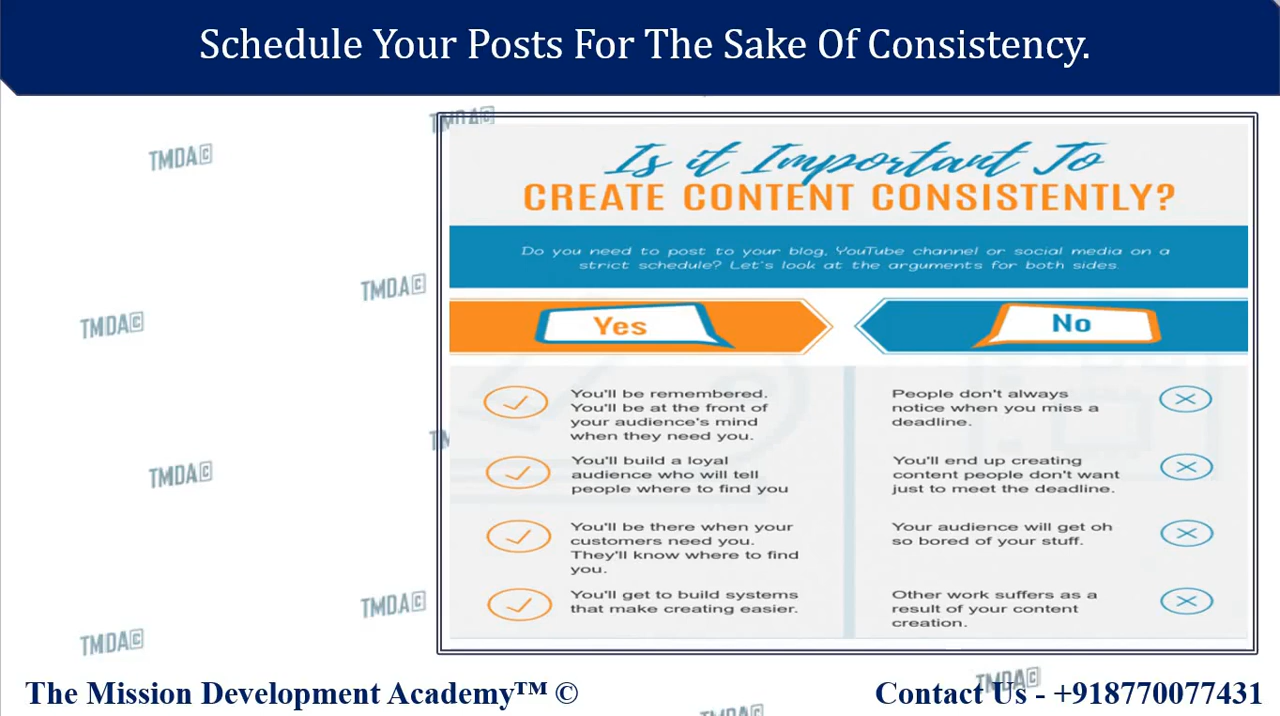 Schedule Your Posts For The Sake Of Consistency.
TMDA©
TMDA©
TMDA©
TMDA©
TMDA©
TMDA©
TMDA©
Is it Important To
CREATE CONTENT CONSISTENTLY?
Do you need to post to your blog, YouTube channel or social media on a
strict schedule? Let's look at the arguments for both sides.
Yes
No
You'll be remembered.
You'll be at the front of
your audience's mind
when they need you.
You'll build a loyal
audience who will tell
people where to find you
You'll be there when your
customers need you.
They'll know where to find
you.
You'll get to build systems
that make creating easier.
People don't always
notice when you miss a
deadline.
You'll end up creating
content people don't want
just to meet the deadline.
Your audience will get oh
so bored of your stuff.
Other work suffers as a
result of your content
creation.
The Mission Development Academy™ ©
Contact Us - +918770077431
TMDA©
TMDA©